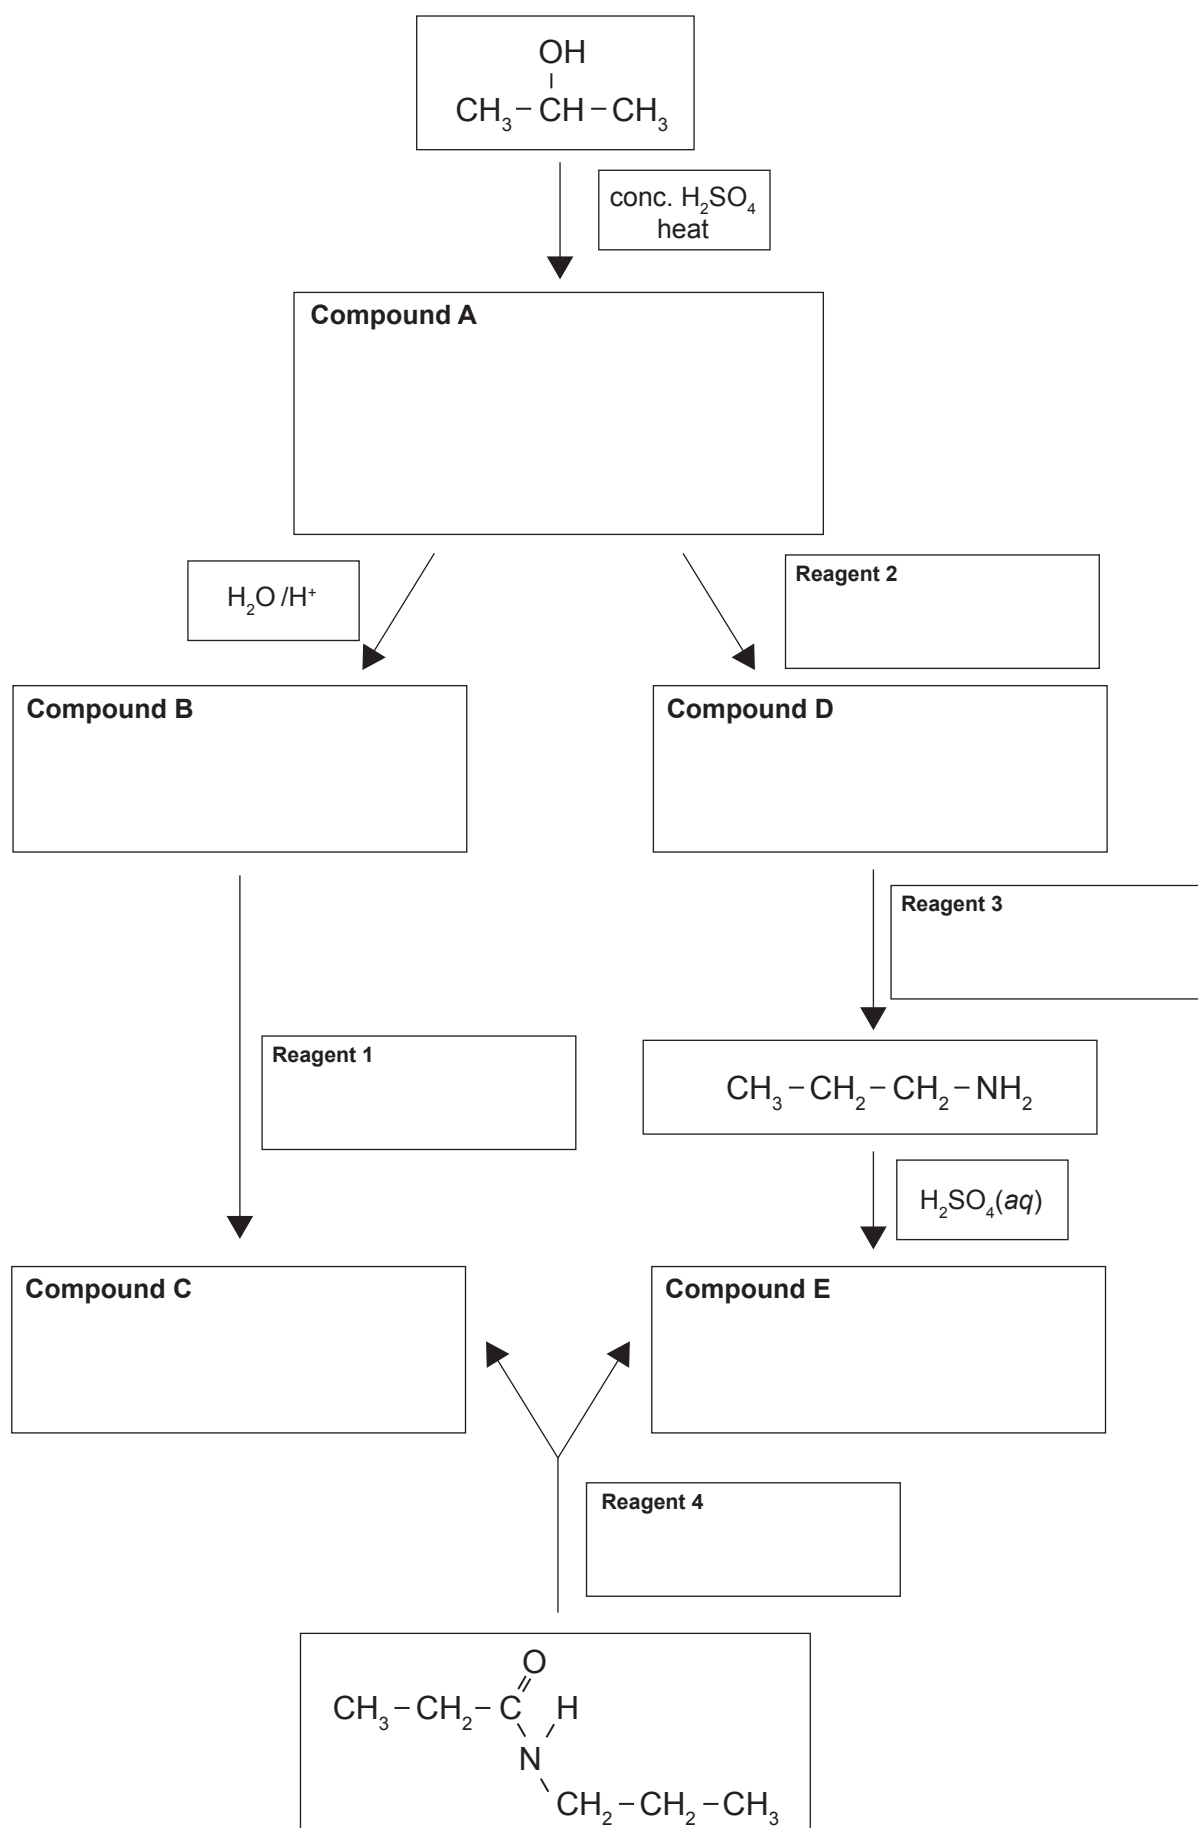 OH
CH₃–CH–CH₃
conc. H₂SO₄
heat
Compound A
H₂O /H⁺
Reagent 2
Compound B
Compound D
Reagent 3
Reagent 1
CH₃–CH₂–CH₂–NH₂
H₂SO₄(aq)
Compound C
Compound E
Reagent 4
O
CH₃–CH₂–C H
N
CH₂–CH₂–CH₃